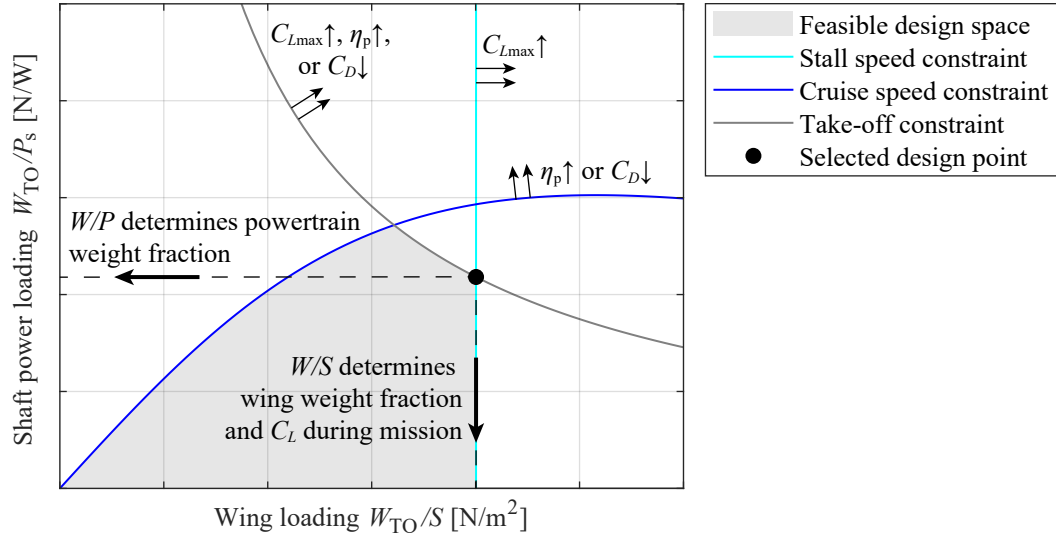 C_Lmax↑, η_p↑,
or C_D↓
C_Lmax↑
η_p↑ or C_D↓
W/P determines powertrain
weight fraction
W/S determines
wing weight fraction
and C_L during mission
Shaft power loading W_TO/P_s [N/W]
Wing loading W_TO/S [N/m²]
Feasible design space
Stall speed constraint
Cruise speed constraint
Take-off constraint
Selected design point